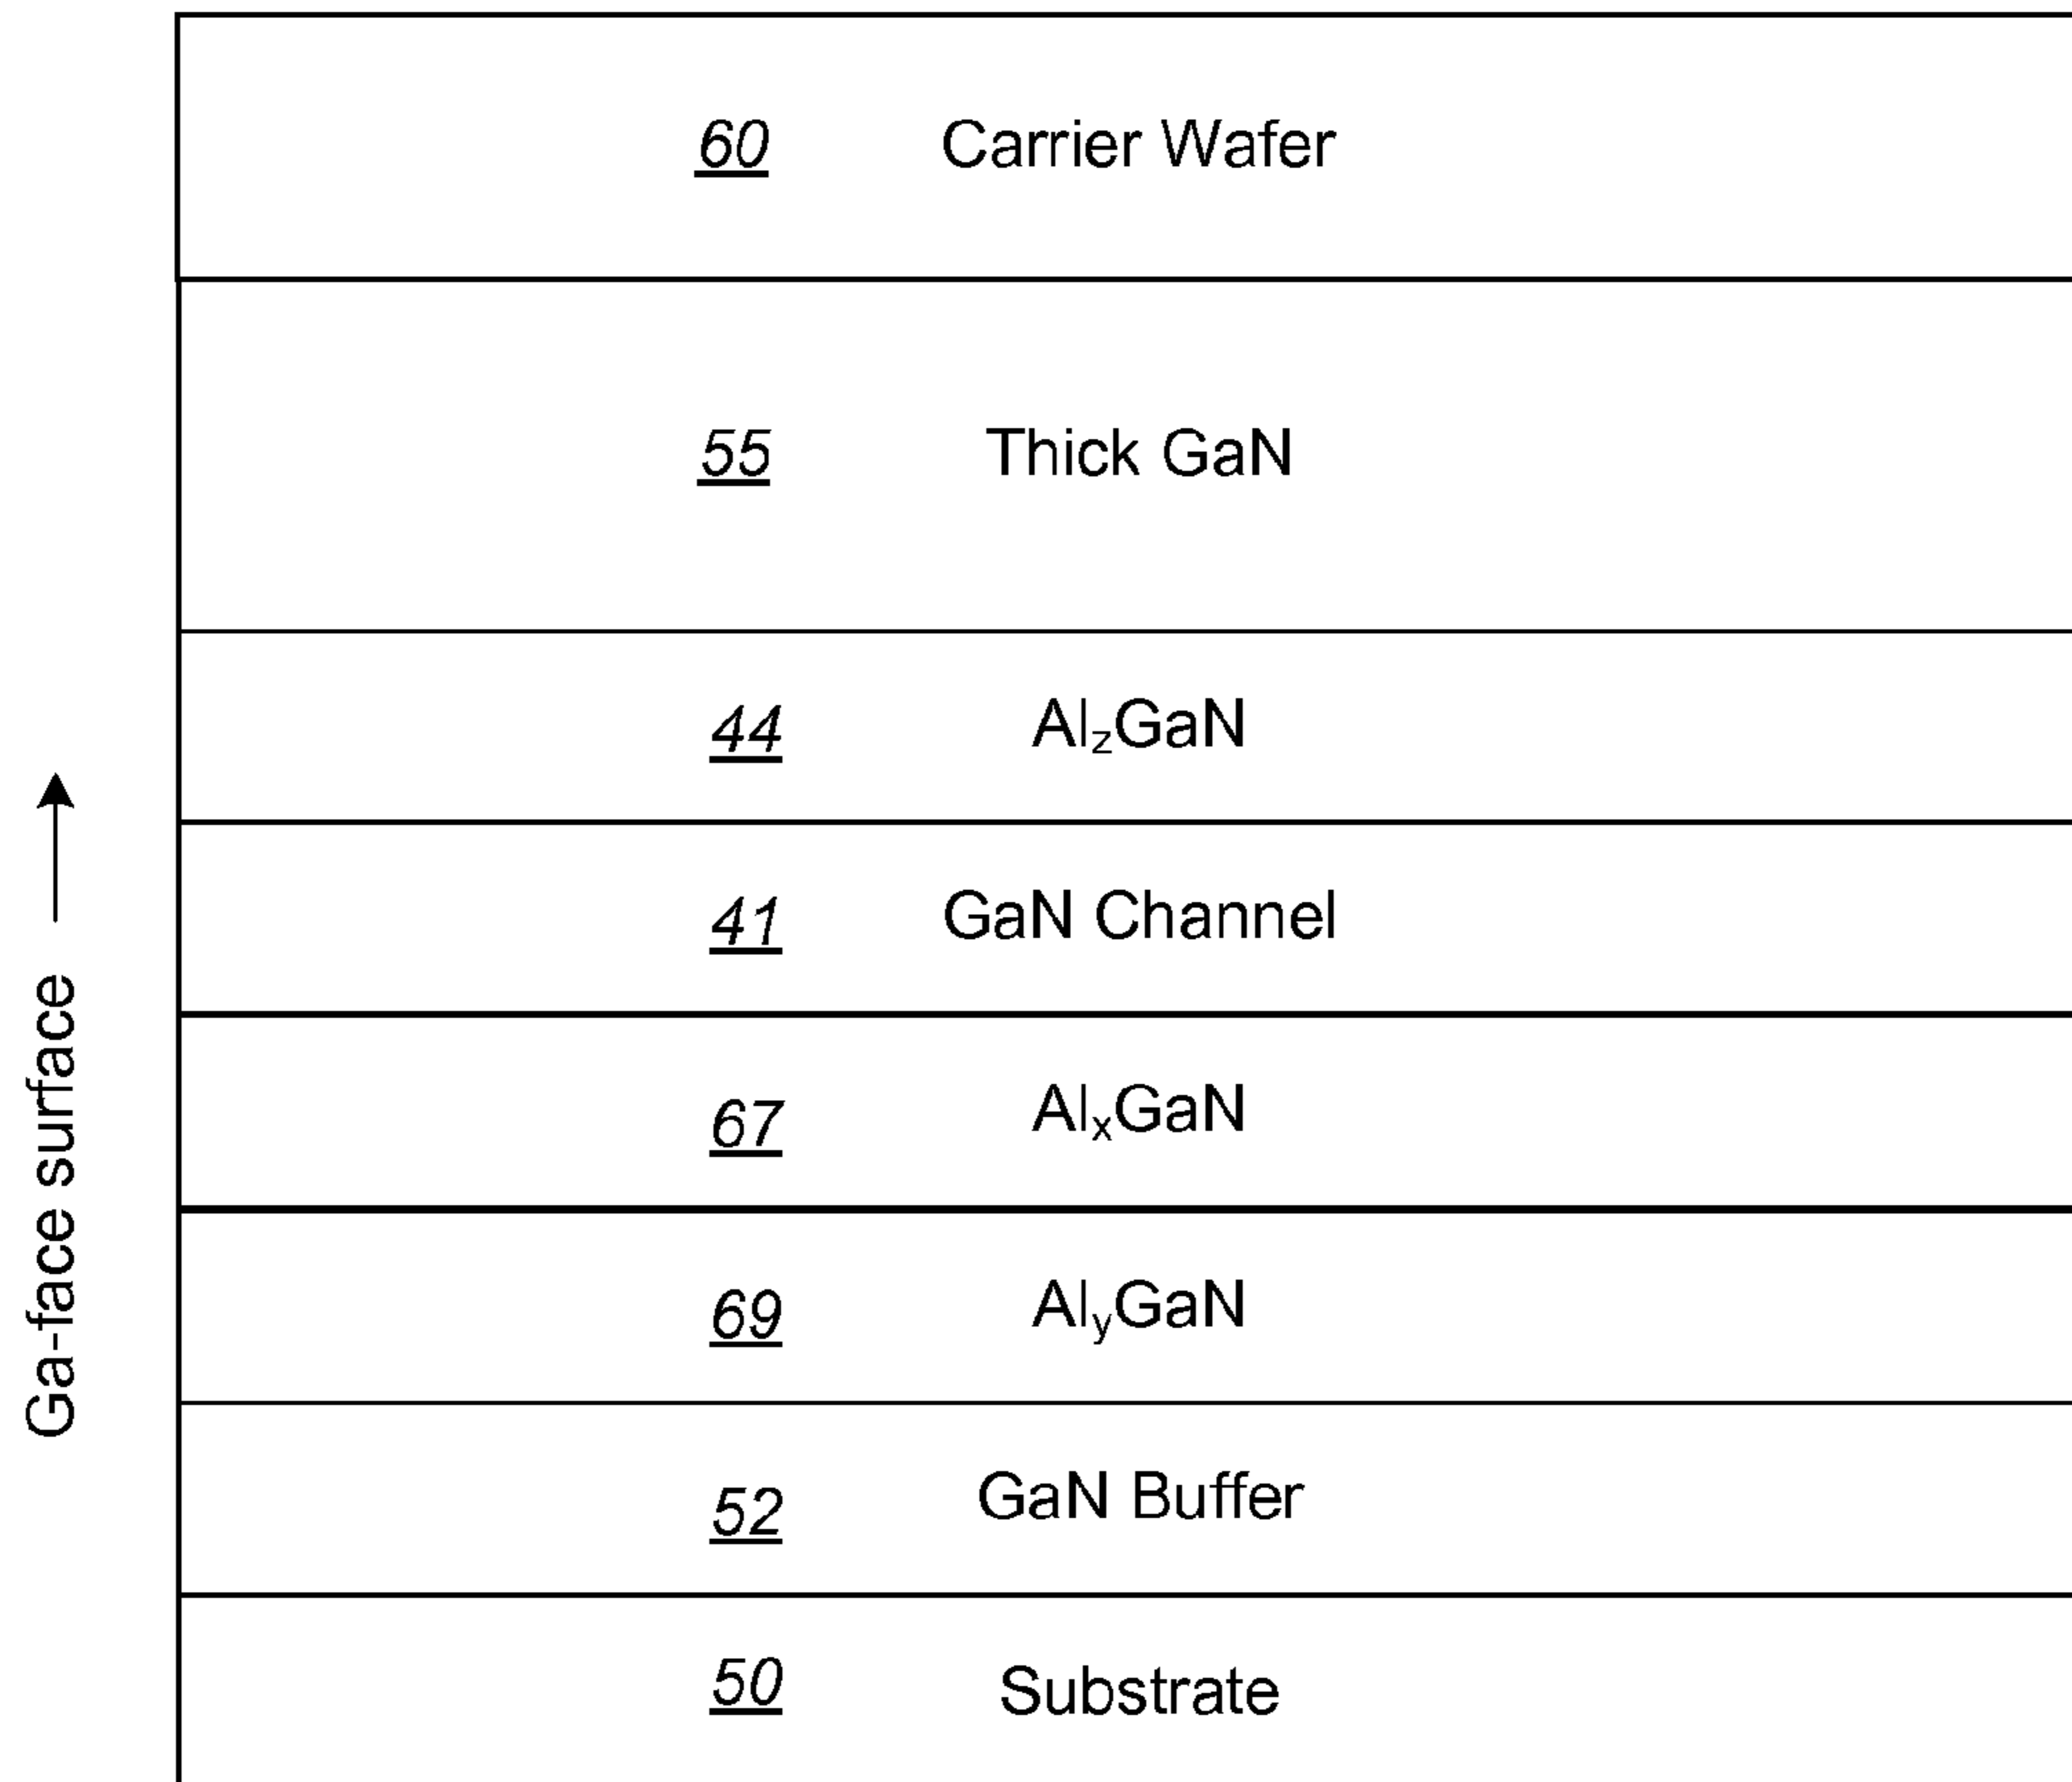 60 Carrier Wafer
55 Thick GaN
44 AlzGaN
41 GaN Channel
67 AlxGaN
69 AlyGaN
52 GaN Buffer
50 Substrate
Ga-face surface